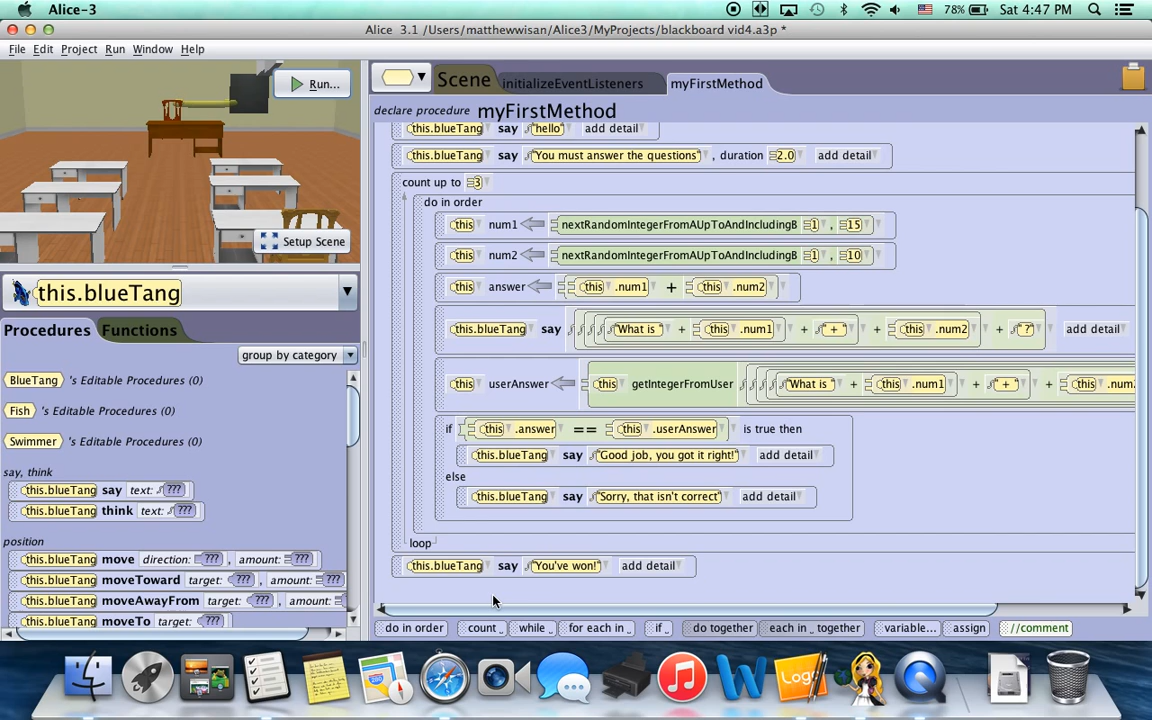 Alice-3 78% Sat 4:47 PM
Alice 3.1 /Users/matthewwisan/Alice3/MyProjects/blackboard vid4.a3p *
File Edit Project Run Window Help
Run...
Setup Scene
this.blueTang
Procedures Functions
group by category
BlueTang 's Editable Procedures (0)
Fish 's Editable Procedures (0)
Swimmer 's Editable Procedures (0)
say, think
this.blueTang say text: ???
this.blueTang think text: ???
position
this.blueTang move direction: ??? , amount: ???
this.blueTang moveToward target: ??? , amount: ???
this.blueTang moveAwayFrom target: ??? , amount:
this.blueTang moveTo target: ???
Scene initializeEventListeners myFirstMethod
declare procedure myFirstMethod
this.blueTang say "hello" add detail
this.blueTang say "You must answer the questions" , duration 2.0 add detail
count up to 3
do in order
this num1 nextRandomIntegerFromAUpToAndIncludingB 1 , 15
this num2 nextRandomIntegerFromAUpToAndIncludingB 1 , 10
this answer this .num1 + this .num2
this.blueTang say "What is " + this .num1 + " + " + this .num2 + " ?" add detail
this userAnswer this getIntegerFromUser "What is " + this .num1 + " + " + this .num2
if this .answer == this .userAnswer is true then
this.blueTang say "Good job, you got it right!" add detail
else
this.blueTang say "Sorry, that isn't correct" add detail
loop
this.blueTang say "You've won!" add detail
do in order count_ while_ for each in_ if_ do together each in_ together variable... assign //comment